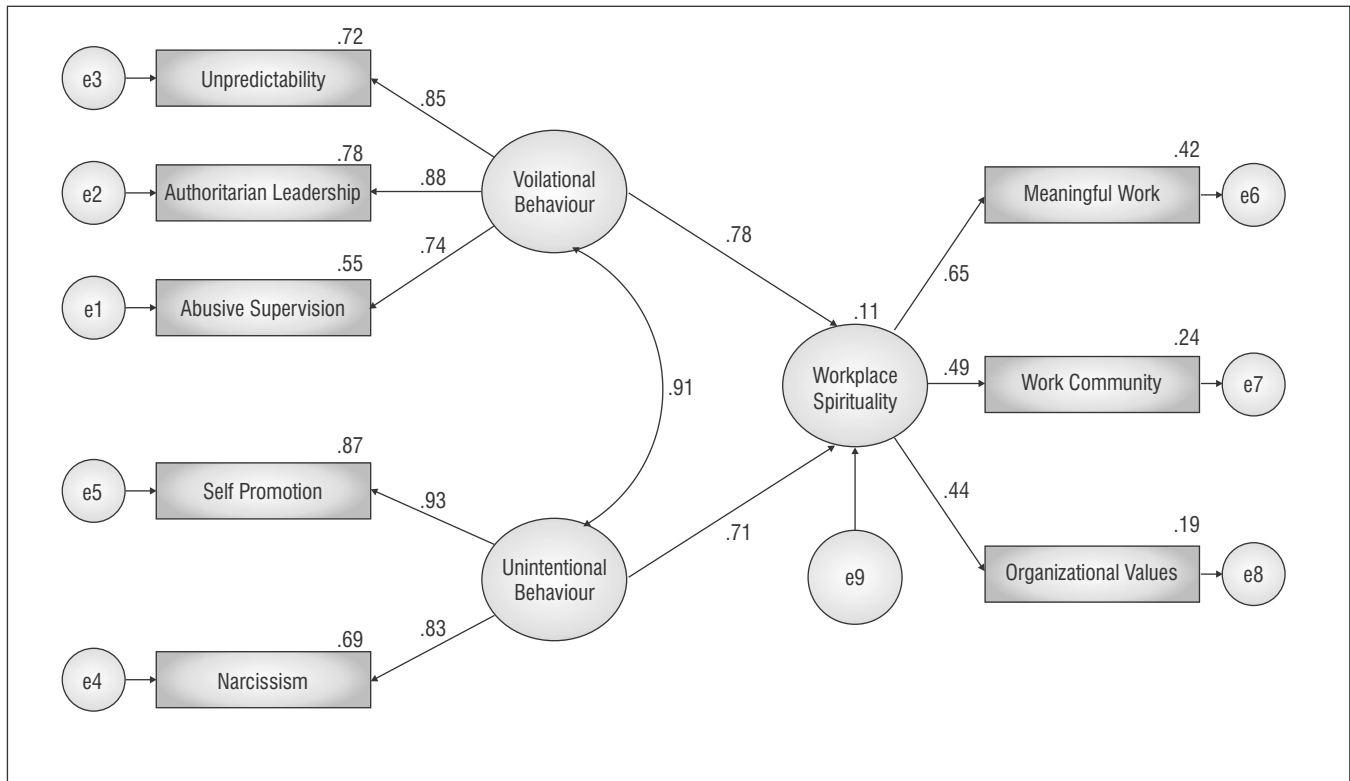 .72
e3
Unpredictability
.85
.78
e2
Authoritarian Leadership
.88
Voilational
Behaviour
.55
.74
e1
Abusive Supervision
.78
.42
Meaningful Work
e6
.65
.11
Workplace
Spirituality
.24
.49
Work Community
e7
.91
.87
e5
Self Promotion
.93
.44
.71
.19
Organizational Values
e8
Unintentional
Behaviour
e9
.69
.83
e4
Narcissism